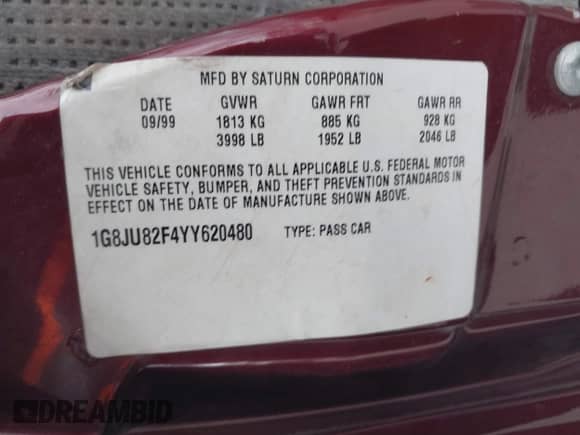 MFD BY SATURN CORPORATION
DATE GVWR GAWR FRT GAWR RR
09/99 1813 KG 885 KG 928 KG
3998 LB 1952 LB 2046 LB
THIS VEHICLE CONFORMS TO ALL APPLICABLE U.S. FEDERAL MOTOR
VEHICLE SAFETY, BUMPER, AND THEFT PREVENTION STANDARDS IN
EFFECT ON THE DATE OF MANUFACTURE SHOWN ABOVE.
1G8JU82F4YY620480 TYPE: PASS CAR
DREAMBID